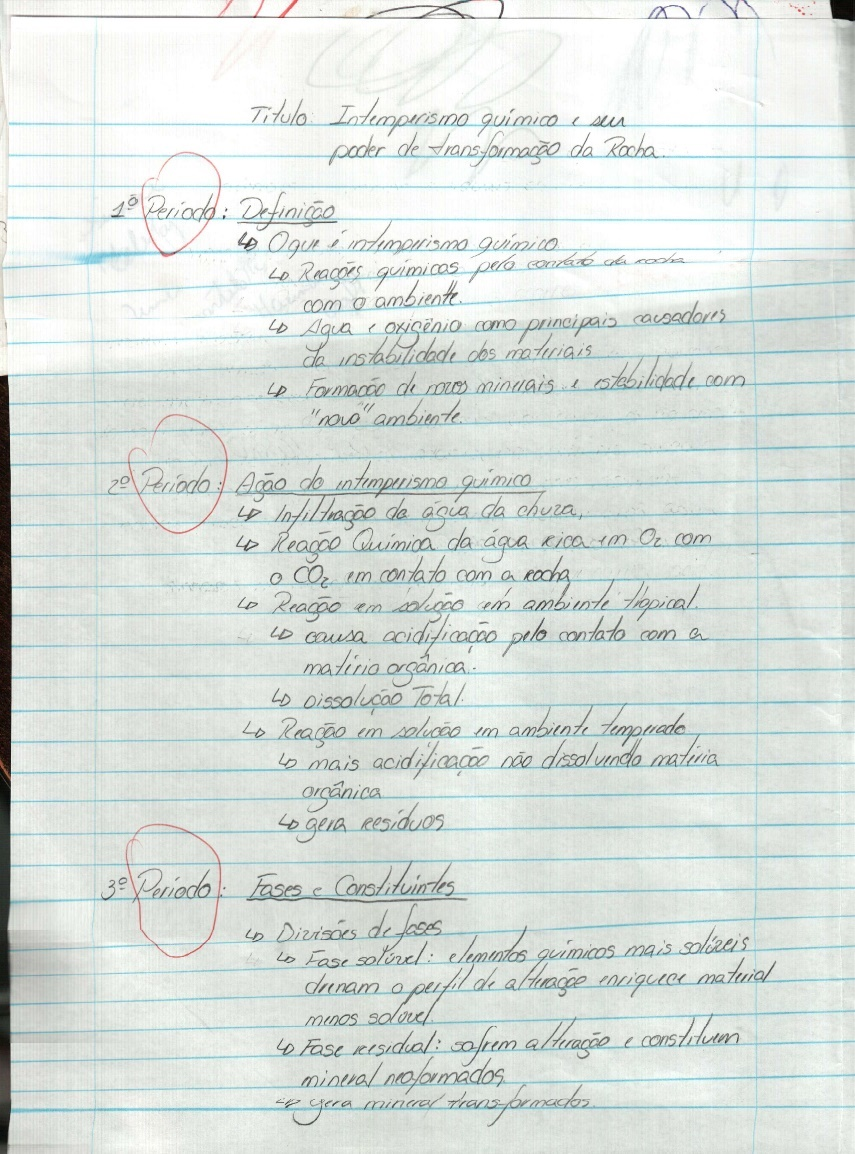 Título: Intemperismo químico e seu
poder de transformação da Rocha.
1º Período: Definição
↳ Oque é intemperismo químico
↳ Reações químicas pelo contato da rocha
com o ambiente.
↳ Água e oxigênio como principais causadores
da instabilidade dos materiais
↳ Formação de novos minerais e estabilidade com
"novo" ambiente.
2º Período: Ação do intemperismo químico
↳ Infiltração da água da chuva,
↳ Reação Química da água rica em O₂ com
o CO₂ em contato com a rocha
↳ Reação em solução em ambiente tropical.
↳ causa acidificação pelo contato com a
matéria orgânica.
↳ Dissolução Total.
↳ Reação em solução em ambiente temperado
↳ mais acidificação não dissolvendo matéria
orgânica
↳ gera resíduos
3º Período: Fases e Constituintes
↳ Divisões de fases
↳ Fase solúvel: elementos químicos mais solúveis
drenam o perfil de alteração enriquece material
menos solúvel
↳ Fase residual: sofrem alteração e constituem
mineral neoformados.
↳ gera mineral transformados.